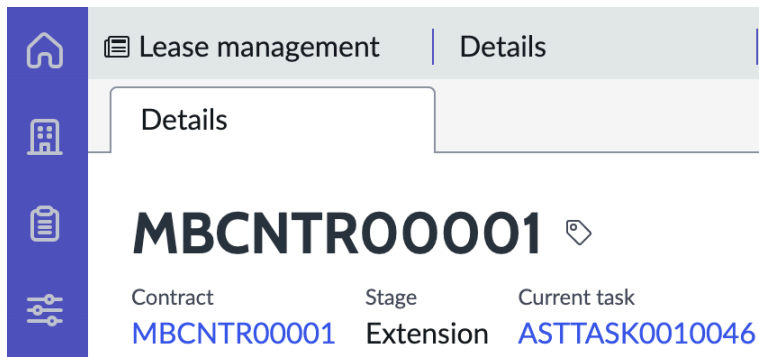 Lease management Details
Details
MBCNTR00001
Contract Stage Current task
MBCNTR00001 Extension ASTTASK0010046